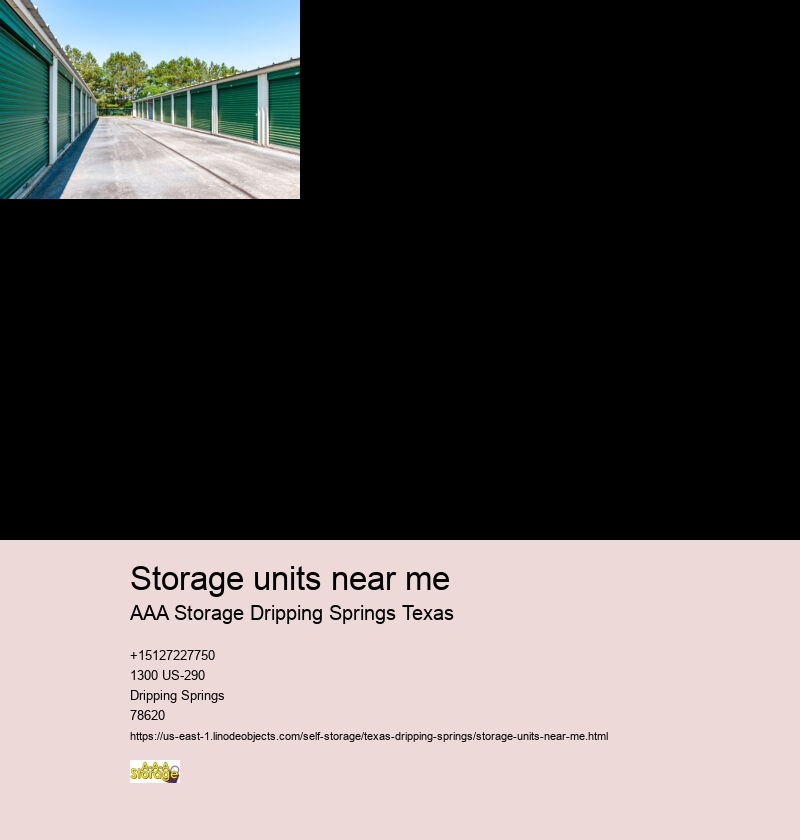 Storage units near me
AAA Storage Dripping Springs Texas
+15127227750
1300 US-290
Dripping Springs
78620
https://us-east-1.linodeobjects.com/self-storage/texas-dripping-springs/storage-units-near-me.html
AAA
Storage